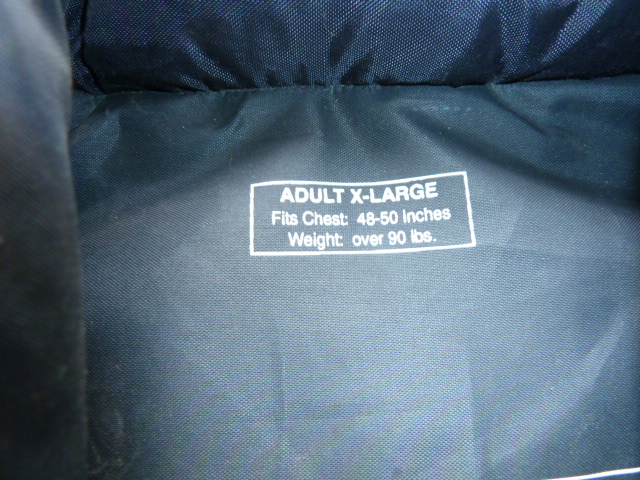 ADULT X-LARGE
Fits Chest: 48-50 Inches
Weight: over 90 lbs.